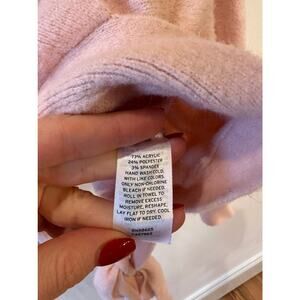 73% ACRYLIC
24% POLYESTER
3% SPANDEX
HAND WASH COLD,
WITH LIKE COLORS.
ONLY NON-CHLORINE
BLEACH IF NEEDED.
ROLL IN TOWEL TO
REMOVE EXCESS
MOISTURE, RESHAPE,
LAY FLAT TO DRY. COOL
IRON IF NEEDED.